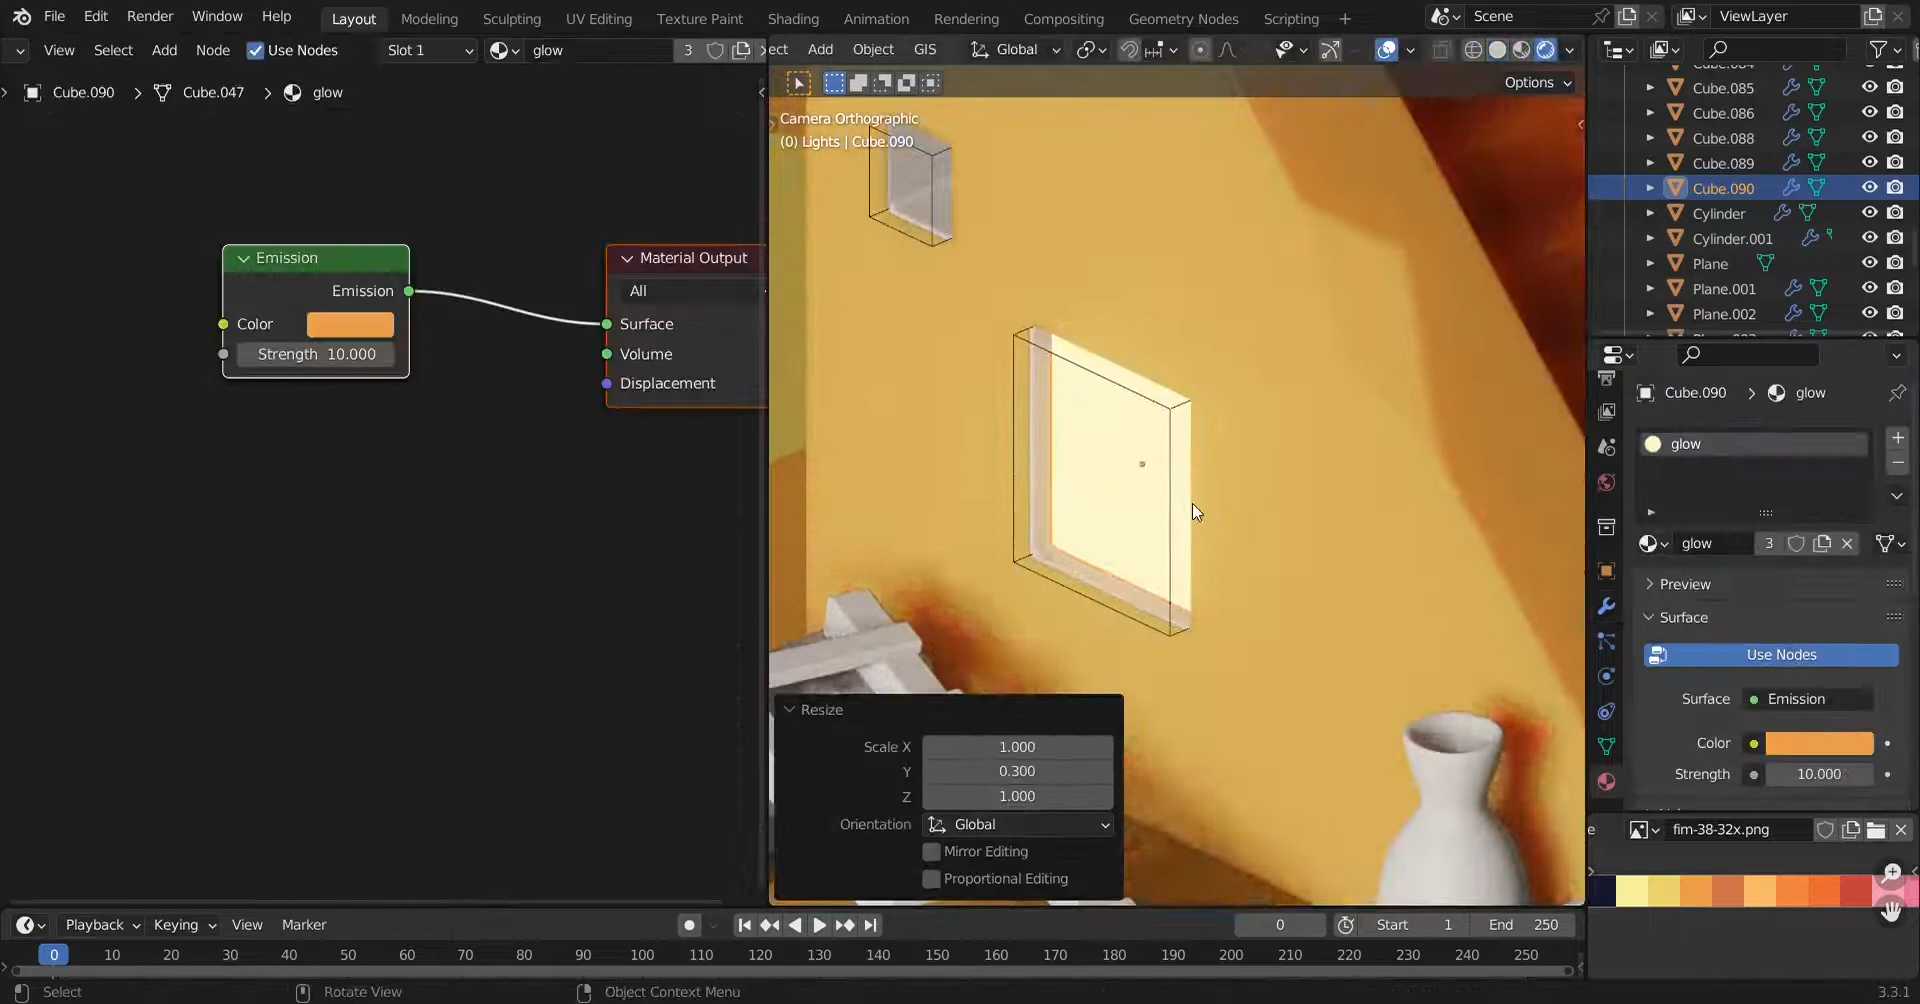 File Edit Render Window Help Layout Modeling Sculpting UV Editing Texture Paint Shading Animation Rendering Compositing Geometry Nodes Scripting + Scene ViewLayer
View Select Add Node Use Nodes Slot 1 glow 3 Add Object GIS Global
Options
Cube.090 > Cube.047 > glow
Camera Orthographic
(0) Lights | Cube.090
Emission
Emission
Color
Strength 10.000
Material Output
All
Surface
Volume
Displacement
Resize
Scale X 1.000
Y 0.300
Z 1.000
Orientation Global
Mirror Editing
Proportional Editing
Cube.085
Cube.086
Cube.088
Cube.089
Cube.090
Cylinder
Cylinder.001
Plane
Plane.001
Plane.002
Cube.090 > glow
glow
glow 3
Preview
Surface
Use Nodes
Surface Emission
Color
Strength 10.000
fim-38-32x.png
Playback Keying View Marker 0 Start 1 End 250
0 10 20 30 40 50 60 70 80 90 100 110 120 130 140 150 160 170 180 190 200 210 220 230 240 250
Select Rotate View Object Context Menu 3.3.1